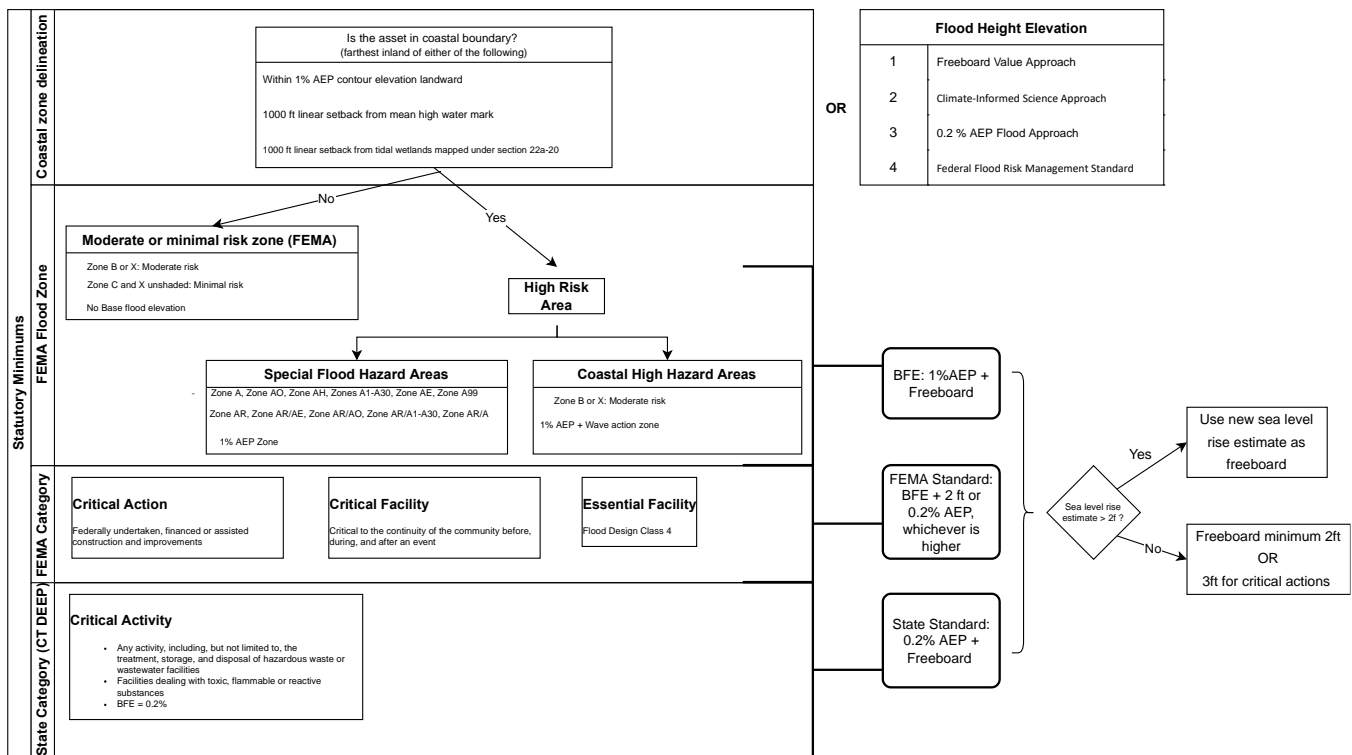 Statutory Minimums
Coastal zone delineation
Is the asset in coastal boundary?
(farthest inland of either of the following)
Within 1% AEP contour elevation landward
1000 ft linear setback from mean high water mark
1000 ft linear setback from tidal wetlands mapped under section 22a-20
OR
Flood Height Elevation
1 Freeboard Value Approach
2 Climate-Informed Science Approach
3 0.2 % AEP Flood Approach
4 Federal Flood Risk Management Standard
FEMA Flood Zone
No
Yes
Moderate or minimal risk zone (FEMA)
Zone B or X: Moderate risk
Zone C and X unshaded: Minimal risk
No Base flood elevation
High Risk
Area
Special Flood Hazard Areas
- Zone A, Zone AO, Zone AH, Zones A1-A30, Zone AE, Zone A99
Zone AR, Zone AR/AE, Zone AR/AO, Zone AR/A1-A30, Zone AR/A
1% AEP Zone
Coastal High Hazard Areas
Zone B or X: Moderate risk
1% AEP + Wave action zone
BFE: 1%AEP +
Freeboard
FEMA Category
Critical Action
Federally undertaken, financed or assisted
construction and improvements
Critical Facility
Critical to the continuity of the community before,
during, and after an event
Essential Facility
Flood Design Class 4
FEMA Standard:
BFE + 2 ft or
0.2% AEP,
whichever is
higher
State Category (CT DEEP)
Critical Activity
• Any activity, including, but not limited to, the
treatment, storage, and disposal of hazardous waste or
wastewater facilities
• Facilities dealing with toxic, flammable or reactive
substances
• BFE = 0.2%
State Standard:
0.2% AEP +
Freeboard
Sea level rise
estimate > 2f ?
Yes
Use new sea level
rise estimate as
freeboard
No
Freeboard minimum 2ft
OR
3ft for critical actions